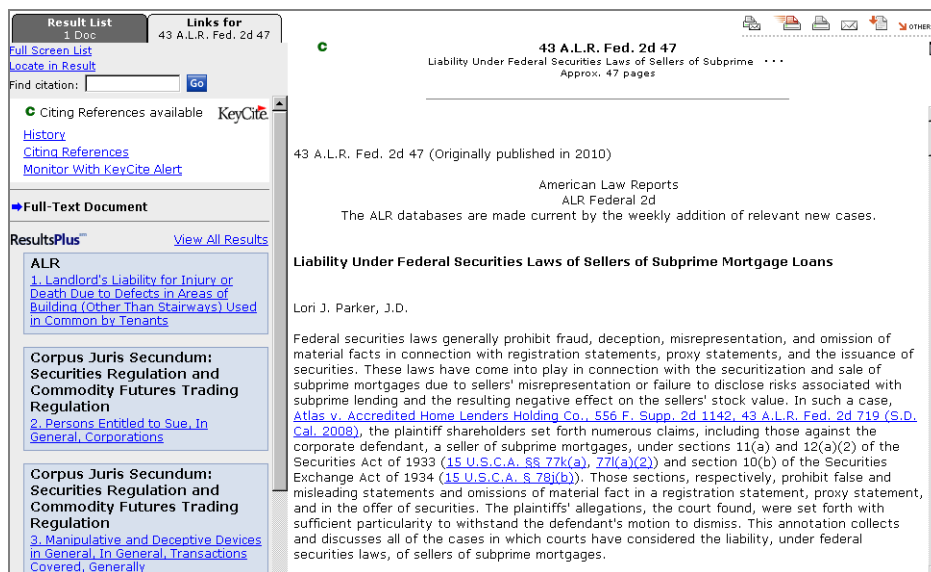 Result List
1 Doc
Links for
43 A.L.R. Fed. 2d 47
Full Screen List
Locate in Result
Find citation:
Go
C Citing References available KeyCite
History
Citing References
Monitor With KeyCite Alert
Full-Text Document
ResultsPlus™ View All Results
ALR
1. Landlord's Liability for Injury or
Death Due to Defects in Areas of
Building (Other Than Stairways) Used
in Common by Tenants
Corpus Juris Secundum:
Securities Regulation and
Commodity Futures Trading
Regulation
2. Persons Entitled to Sue, In
General, Corporations
Corpus Juris Secundum:
Securities Regulation and
Commodity Futures Trading
Regulation
3. Manipulative and Deceptive Devices
in General, In General, Transactions
Covered, Generally
OTHER
C
43 A.L.R. Fed. 2d 47
Liability Under Federal Securities Laws of Sellers of Subprime ···
Approx. 47 pages
43 A.L.R. Fed. 2d 47 (Originally published in 2010)
American Law Reports
ALR Federal 2d
The ALR databases are made current by the weekly addition of relevant new cases.
Liability Under Federal Securities Laws of Sellers of Subprime Mortgage Loans
Lori J. Parker, J.D.
Federal securities laws generally prohibit fraud, deception, misrepresentation, and omission of
material facts in connection with registration statements, proxy statements, and the issuance of
securities. These laws have come into play in connection with the securitization and sale of
subprime mortgages due to sellers' misrepresentation or failure to disclose risks associated with
subprime lending and the resulting negative effect on the sellers' stock value. In such a case,
Atlas v. Accredited Home Lenders Holding Co., 556 F. Supp. 2d 1142, 43 A.L.R. Fed. 2d 719 (S.D.
Cal. 2008), the plaintiff shareholders set forth numerous claims, including those against the
corporate defendant, a seller of subprime mortgages, under sections 11(a) and 12(a)(2) of the
Securities Act of 1933 (15 U.S.C.A. §§ 77k(a), 77l(a)(2)) and section 10(b) of the Securities
Exchange Act of 1934 (15 U.S.C.A. § 78j(b)). Those sections, respectively, prohibit false and
misleading statements and omissions of material fact in a registration statement, proxy statement,
and in the offer of securities. The plaintiffs' allegations, the court found, were set forth with
sufficient particularity to withstand the defendant's motion to dismiss. This annotation collects
and discusses all of the cases in which courts have considered the liability, under federal
securities laws, of sellers of subprime mortgages.